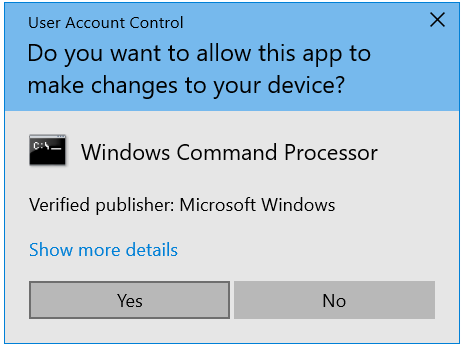 User Account Control
Do you want to allow this app to
make changes to your device?
C:\
Windows Command Processor
Verified publisher: Microsoft Windows
Show more details
Yes
No